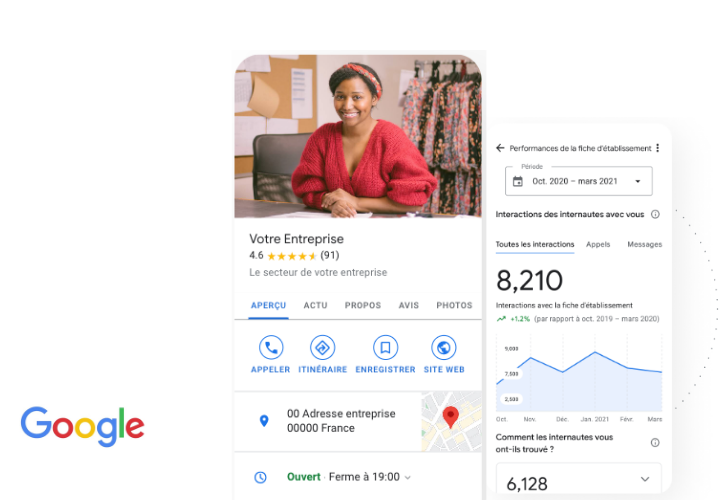 Google
Votre Entreprise
4.6 ★★★★★ (91)
Le secteur de votre entreprise
APERÇU ACTU PROPOS AVIS PHOTOS
APPELER ITINÉRAIRE ENREGISTRER SITE WEB
00 Adresse entreprise
00000 France
Ouvert · Ferme à 19:00
Performances de la fiche d'établissement
Période
Oct. 2020 – mars 2021
Interactions des internautes avec vous
Toutes les interactions Appels Messages
8,210
Interactions avec la fiche d'établissement
+1.2% (par rapport à oct. 2019 – mars 2020)
9,000
7,500
2,500
Oct. Nov. Déc. Jan. 2021 Févr. Mars
Comment les internautes vous
ont-ils trouvé ?
6,128